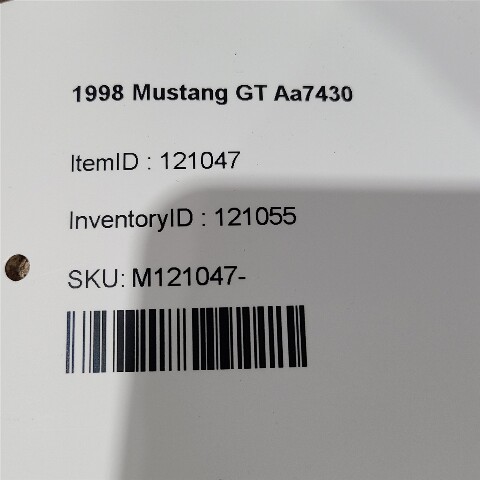 1998 Mustang GT Aa7430
ItemID : 121047
InventoryID : 121055
SKU: M121047-